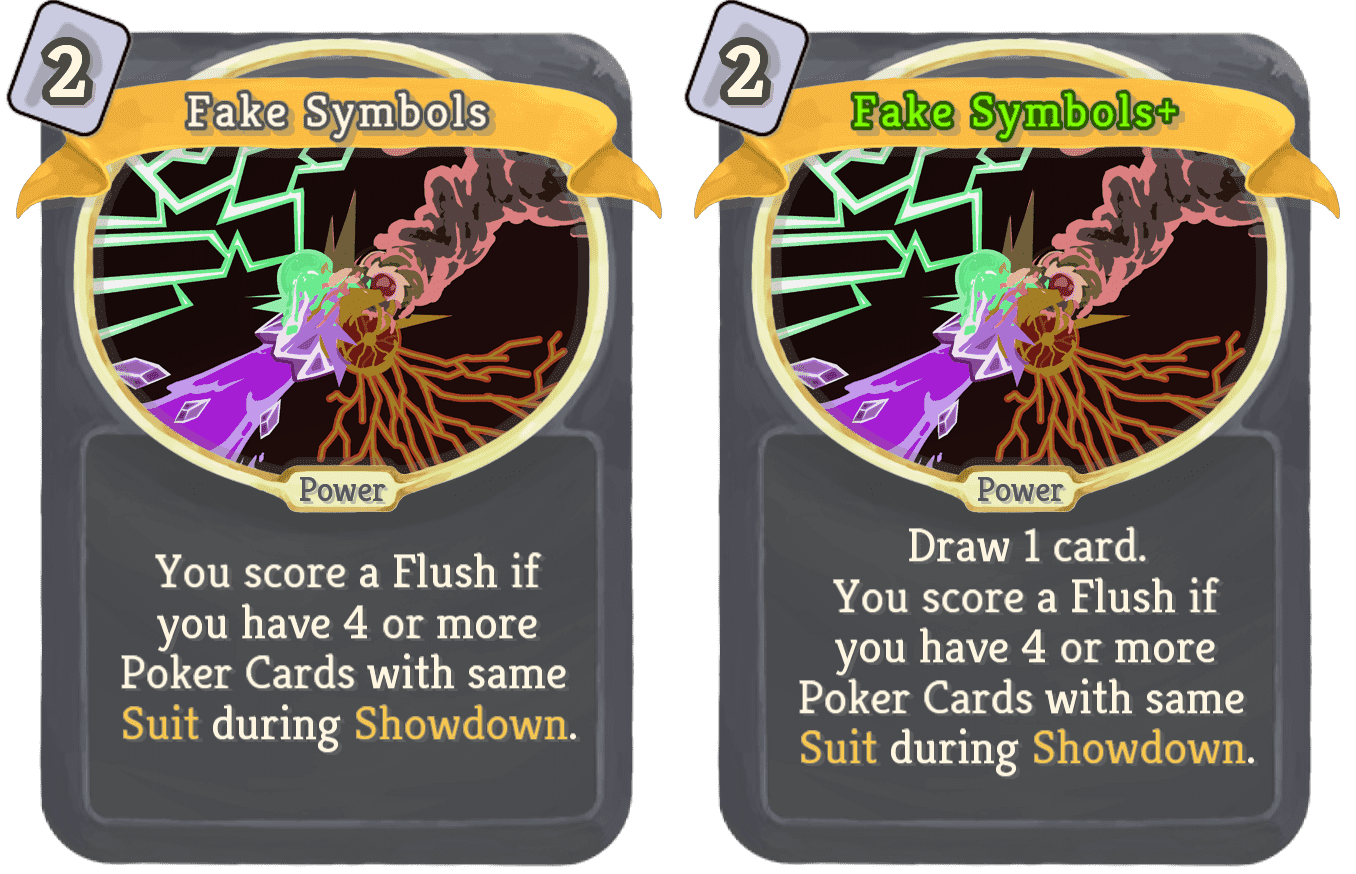 2
Fake Symbols
Power
You score a Flush if
you have 4 or more
Poker Cards with same
Suit during Showdown.
2
Fake Symbols+
Power
Draw 1 card.
You score a Flush if
you have 4 or more
Poker Cards with same
Suit during Showdown.